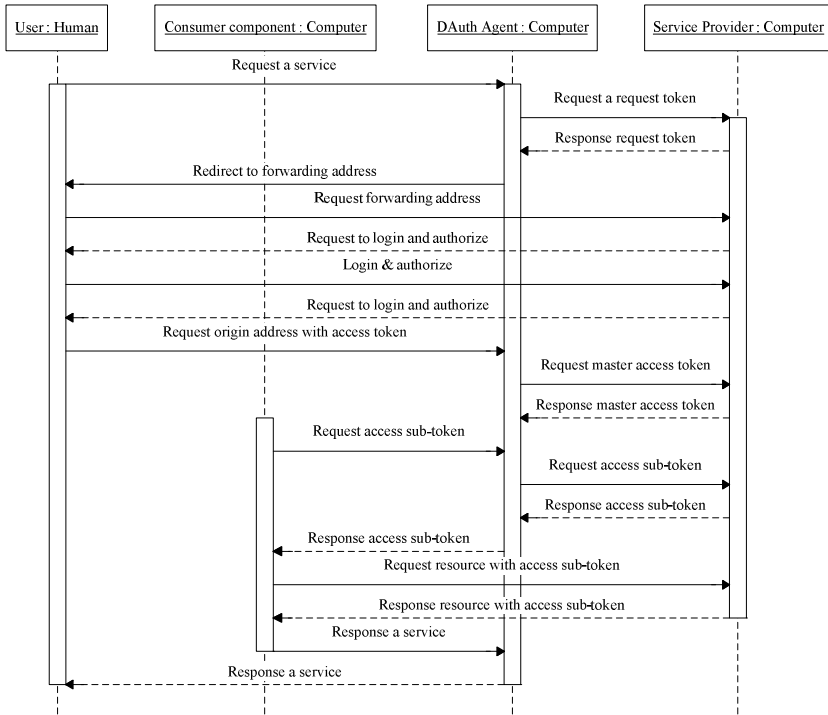 User : Human
Consumer component : Computer
DAuth Agent : Computer
Service Provider : Computer
Request a service
Request a request token
Response request token
Redirect to forwarding address
Request forwarding address
Request to login and authorize
Login & authorize
Request to login and authorize
Request origin address with access token
Request master access token
Response master access token
Request access sub-token
Request access sub-token
Response access sub-token
Response access sub-token
Request resource with access sub-token
Response resource with access sub-token
Response a service
Response a service